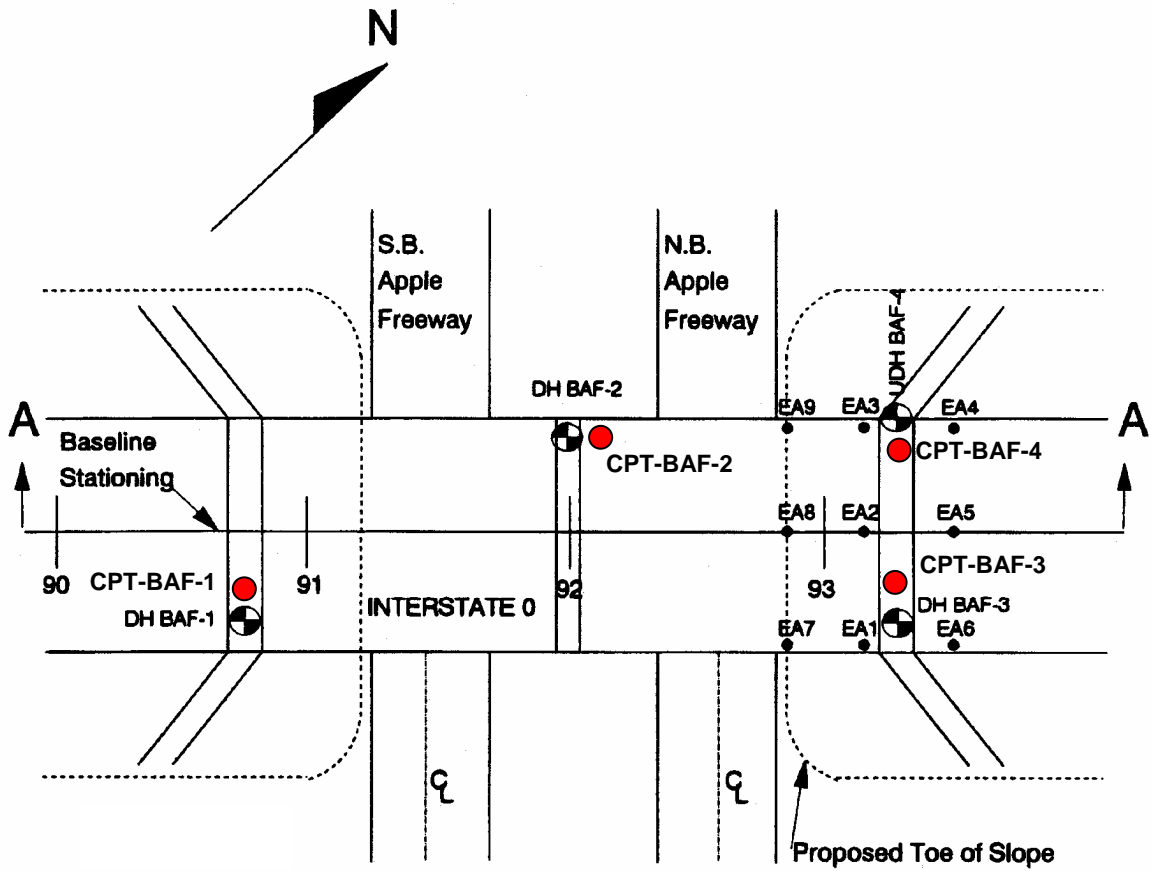 N
S.B.
Apple
Freeway
N.B.
Apple
Freeway
UDH BAF-4
DH BAF-2
EA9
EA3
EA4
A
A
Baseline
Stationing
CPT-BAF-2
CPT-BAF-4
EA8
EA2
EA5
90
CPT-BAF-1
91
92
93
CPT-BAF-3
INTERSTATE 0
DH BAF-1
DH BAF-3
EA7
EA1
EA6
CL
CL
Proposed Toe of Slope